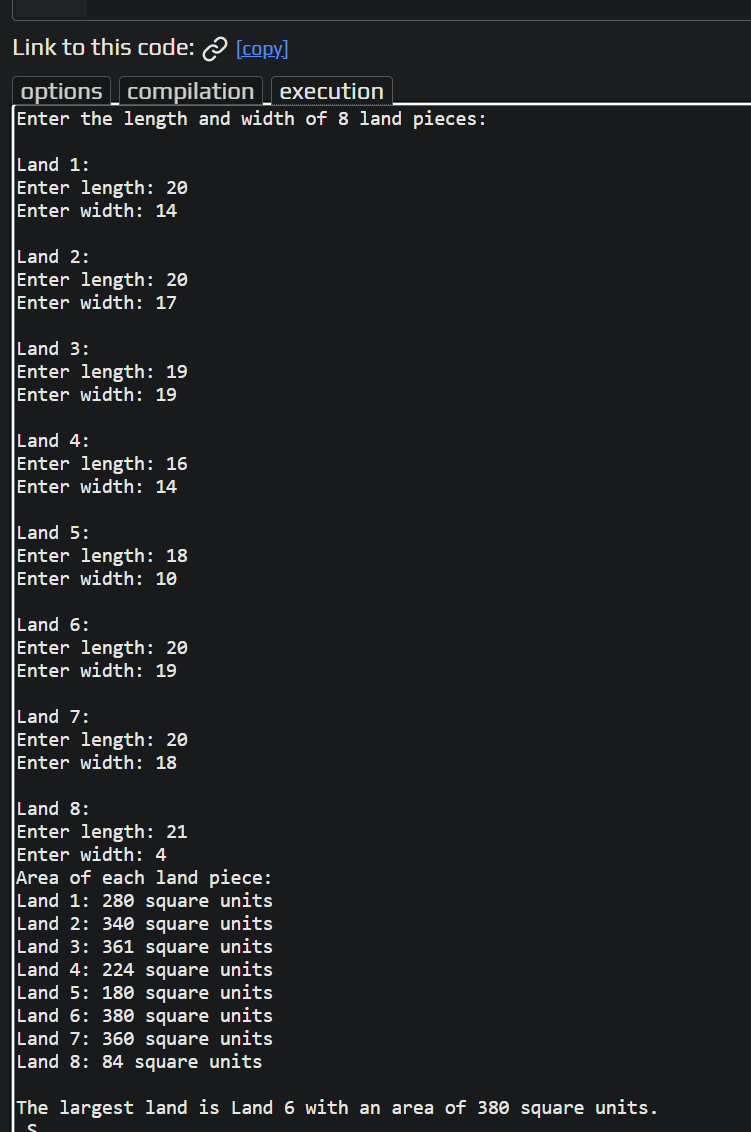 Link to this code: [copy]
options compilation execution
Enter the length and width of 8 land pieces:
Land 1:
Enter length: 20
Enter width: 14
Land 2:
Enter length: 20
Enter width: 17
Land 3:
Enter length: 19
Enter width: 19
Land 4:
Enter length: 16
Enter width: 14
Land 5:
Enter length: 18
Enter width: 10
Land 6:
Enter length: 20
Enter width: 19
Land 7:
Enter length: 20
Enter width: 18
Land 8:
Enter length: 21
Enter width: 4
Area of each land piece:
Land 1: 280 square units
Land 2: 340 square units
Land 3: 361 square units
Land 4: 224 square units
Land 5: 180 square units
Land 6: 380 square units
Land 7: 360 square units
Land 8: 84 square units
The largest land is Land 6 with an area of 380 square units.